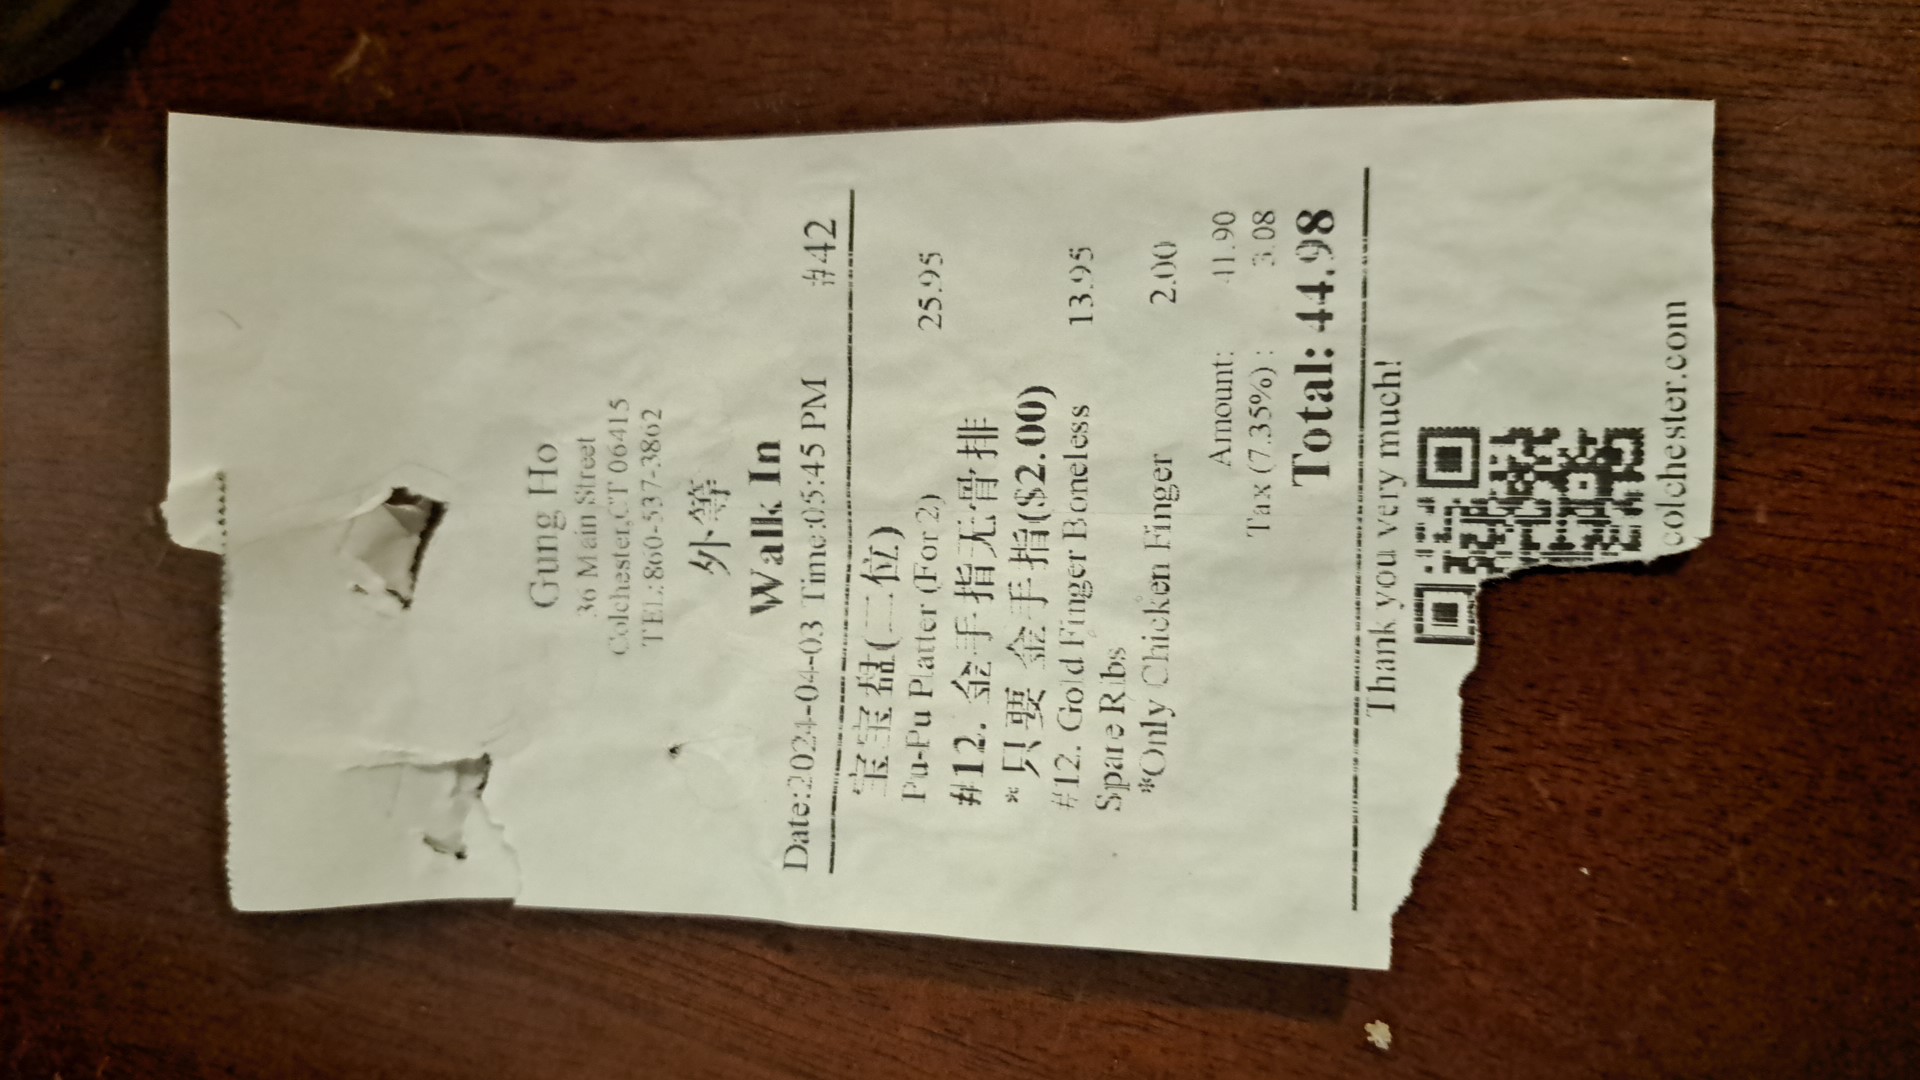 Gung Ho
36 Main Street
Colchester,CT 06415
TEL: 860-537-3862
外等
Walk In
Date:2024-04-03 Time:05:45 PM #42
宝宝盘(二位)
Pu-Pu Platter (For 2) 25.95
#12. 金手指无骨排
* 只要 金手指($2.00)
#12. Gold Finger Boneless 13.95
Spare Ribs
*Only Chicken Finger 2.00
Amount: 41.90
Tax (7.35%) : 3.08
Total: 44.98
Thank you very much!
colchester.com